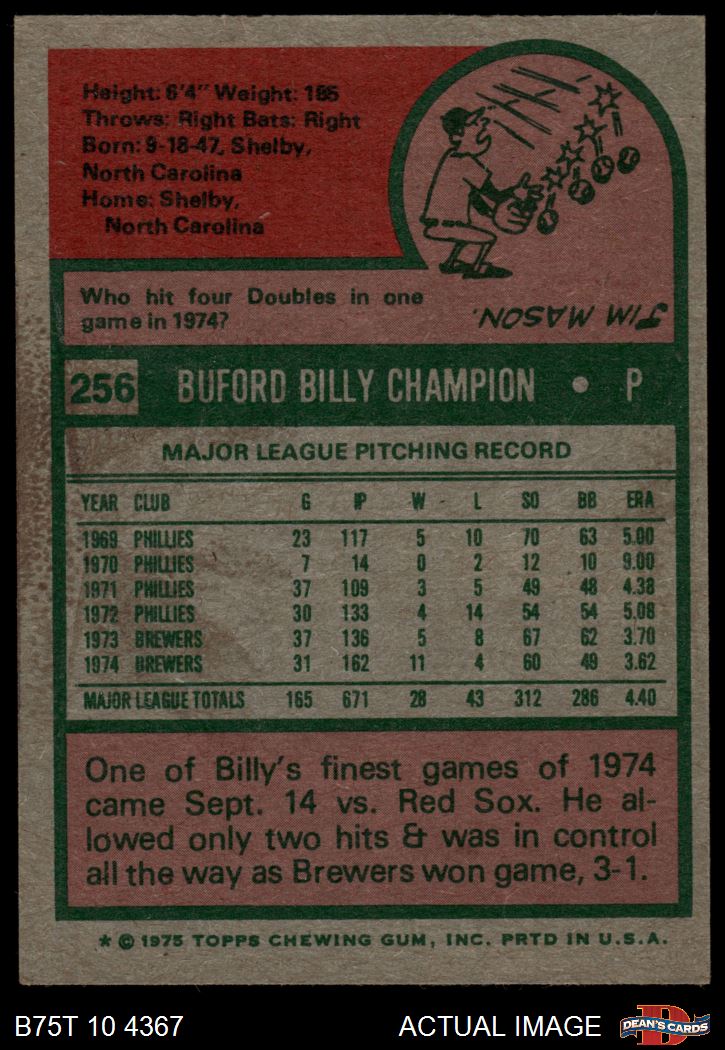 Height: 6'4" Weight: 185
Throws: Right Bats: Right
Born: 9-18-47, Shelby,
North Carolina
Home: Shelby,
North Carolina
Who hit four Doubles in one
game in 1974?
JIM MASON.
256 BUFORD BILLY CHAMPION • P
MAJOR LEAGUE PITCHING RECORD
YEAR CLUB G IP W L SO BB ERA
1969 PHILLIES 23 117 5 10 70 63 5.00
1970 PHILLIES 7 14 0 2 12 10 9.00
1971 PHILLIES 37 109 3 5 49 48 4.38
1972 PHILLIES 30 133 4 14 54 54 5.08
1973 BREWERS 37 136 5 8 67 62 3.70
1974 BREWERS 31 162 11 4 60 49 3.62
MAJOR LEAGUE TOTALS 165 671 28 43 312 286 4.40
One of Billy's finest games of 1974
came Sept. 14 vs. Red Sox. He al-
lowed only two hits & was in control
all the way as Brewers won game, 3-1.
* © 1975 TOPPS CHEWING GUM, INC. PRTD IN U.S.A.
B75T 10 4367 ACTUAL IMAGE DEAN'S CARDS